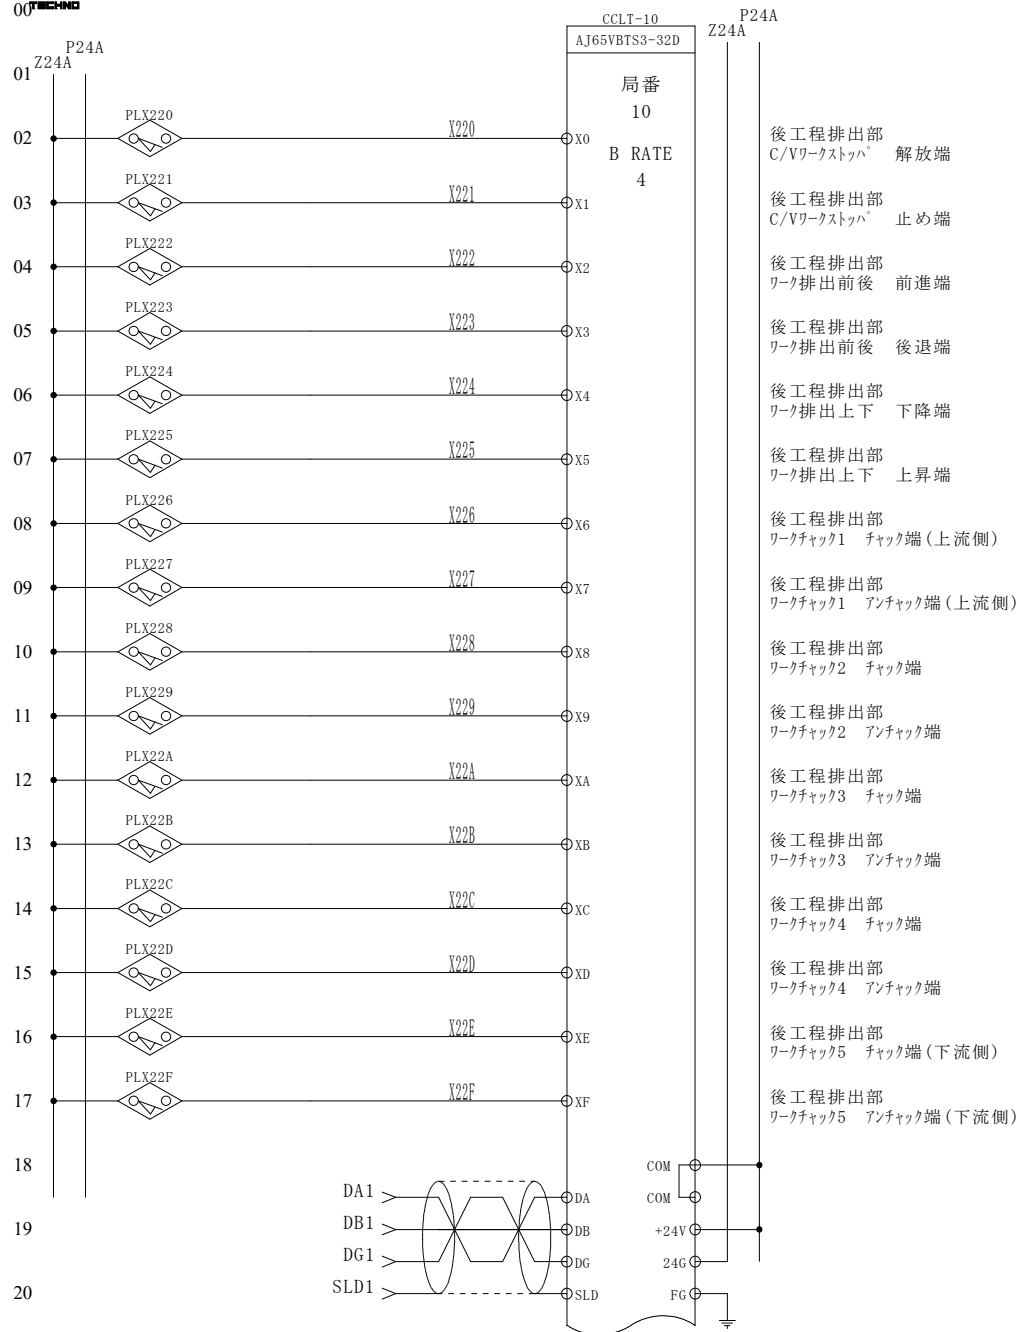 TECHNO
00
CCLT-10
AJ65VBTS3-32D
P24A
Z24A
P24A
Z24A
局番
10
B RATE
4
01
02 PLX220 X220 X0 後工程排出部
C/Vワークストッパ 解放端
03 PLX221 X221 X1 後工程排出部
C/Vワークストッパ 止め端
04 PLX222 X222 X2 後工程排出部
ワーク排出前後 前進端
05 PLX223 X223 X3 後工程排出部
ワーク排出前後 後退端
06 PLX224 X224 X4 後工程排出部
ワーク排出上下 下降端
07 PLX225 X225 X5 後工程排出部
ワーク排出上下 上昇端
08 PLX226 X226 X6 後工程排出部
ワークチャック1 チャック端(上流側)
09 PLX227 X227 X7 後工程排出部
ワークチャック1 アンチャック端(上流側)
10 PLX228 X228 X8 後工程排出部
ワークチャック2 チャック端
11 PLX229 X229 X9 後工程排出部
ワークチャック2 アンチャック端
12 PLX22A X22A XA 後工程排出部
ワークチャック3 チャック端
13 PLX22B X22B XB 後工程排出部
ワークチャック3 アンチャック端
14 PLX22C X22C XC 後工程排出部
ワークチャック4 チャック端
15 PLX22D X22D XD 後工程排出部
ワークチャック4 アンチャック端
16 PLX22E X22E XE 後工程排出部
ワークチャック5 チャック端(下流側)
17 PLX22F X22F XF 後工程排出部
ワークチャック5 アンチャック端(下流側)
18 COM
DA1 DA COM
19 DB1 DB +24V
DG1 DG 24G
20 SLD1 SLD FG